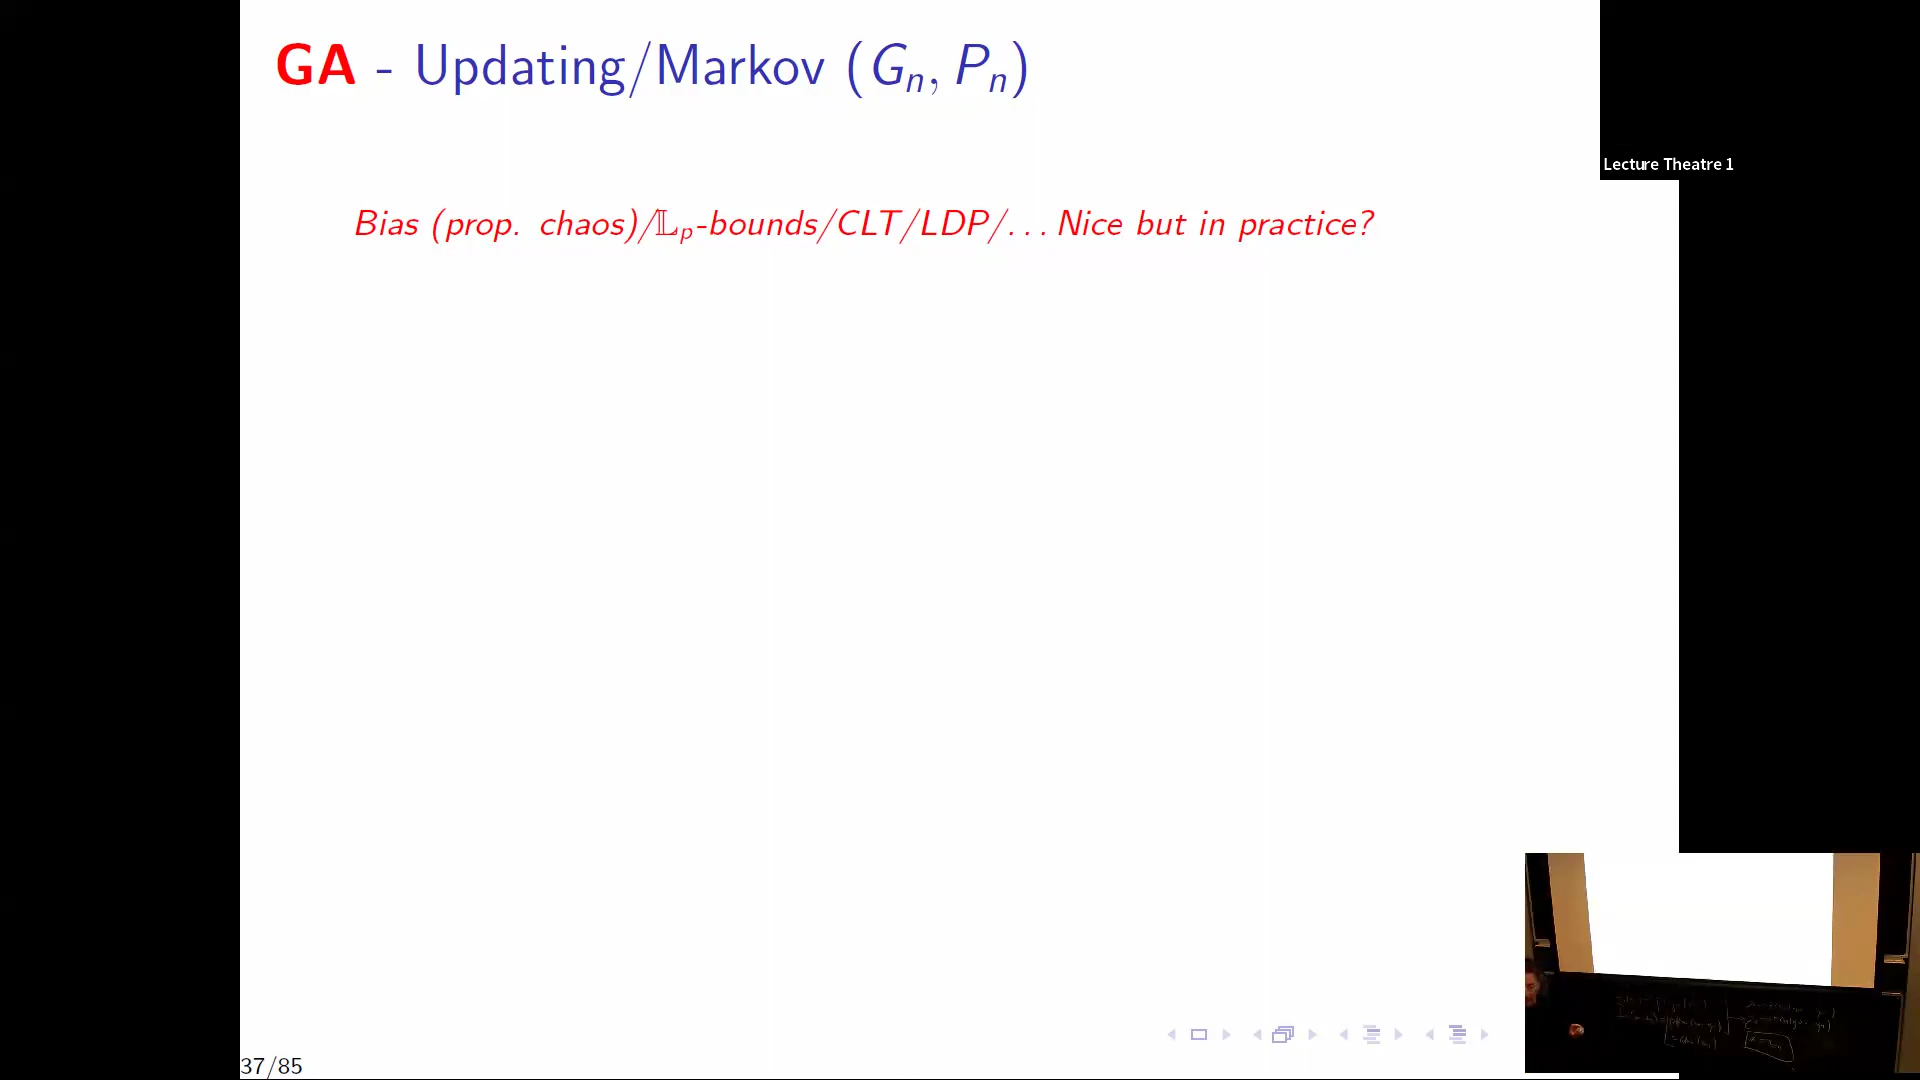 GA - Updating/Markov (Gₙ, Pₙ)
Lecture Theatre 1
Bias (prop. chaos)/𝕃ₚ-bounds/CLT/LDP/... Nice but in practice?
37/85